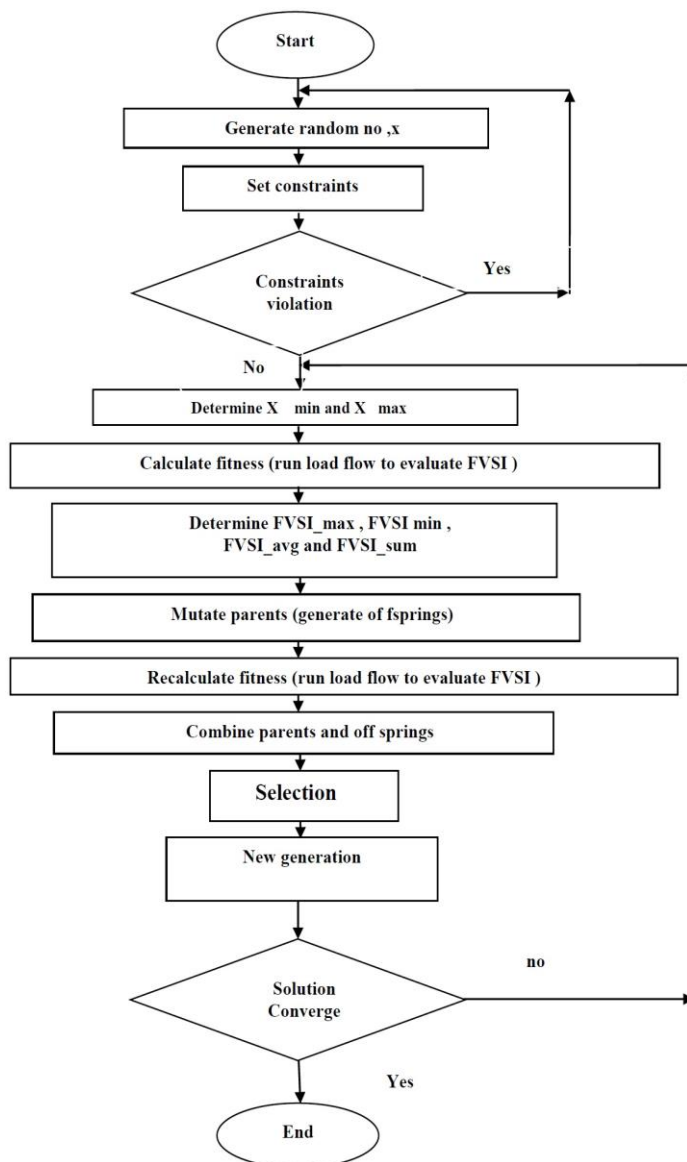 Start
Generate random no ,x
Set constraints
Constraints
violation
Yes
No
Determine X min and X max
Calculate fitness (run load flow to evaluate FVSI )
Determine FVSI_max , FVSI min ,
FVSI_avg and FVSI_sum
Mutate parents (generate of fsprings)
Recalculate fitness (run load flow to evaluate FVSI )
Combine parents and off springs
Selection
New generation
Solution
Converge
no
Yes
End